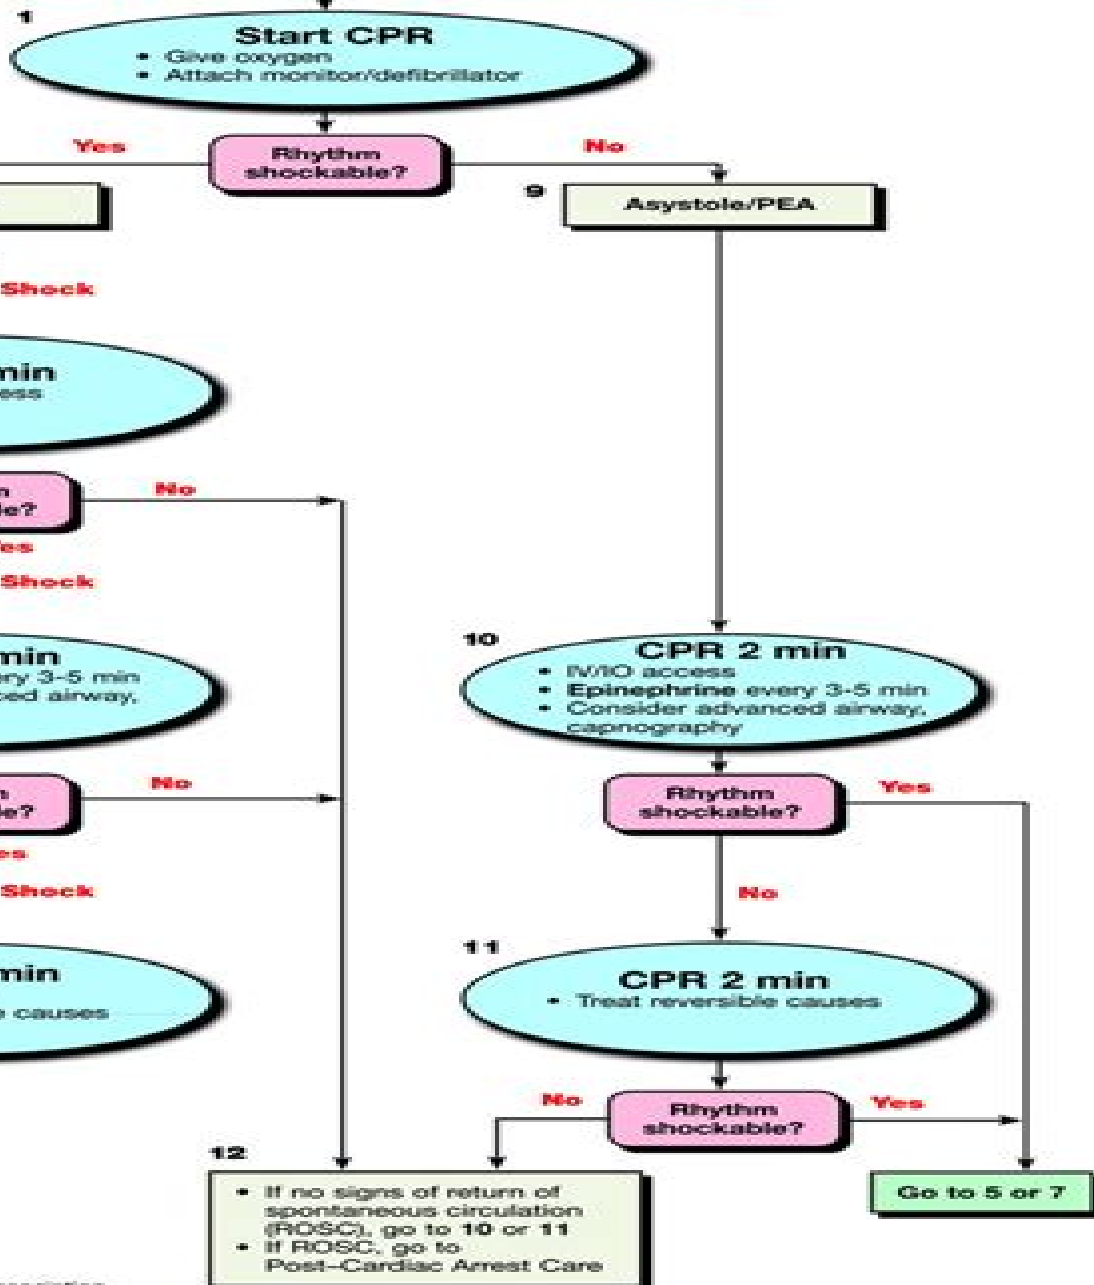 1
Start CPR
• Give oxygen
• Attach monitor/defibrillator
Yes
Rhythm
shockable?
No
9
Asystole/PEA
Shock
min
ess
No
e?
es
Shock
min
ery 3-5 min
ced airway,
No
e?
es
Shock
min
e causes
10
CPR 2 min
• IV/IO access
• Epinephrine every 3-5 min
• Consider advanced airway,
capnography
Rhythm
shockable?
Yes
No
11
CPR 2 min
• Treat reversible causes
No
Rhythm
shockable?
Yes
12
• If no signs of return of
spontaneous circulation
(ROSC), go to 10 or 11
• If ROSC, go to
Post–Cardiac Arrest Care
Go to 5 or 7